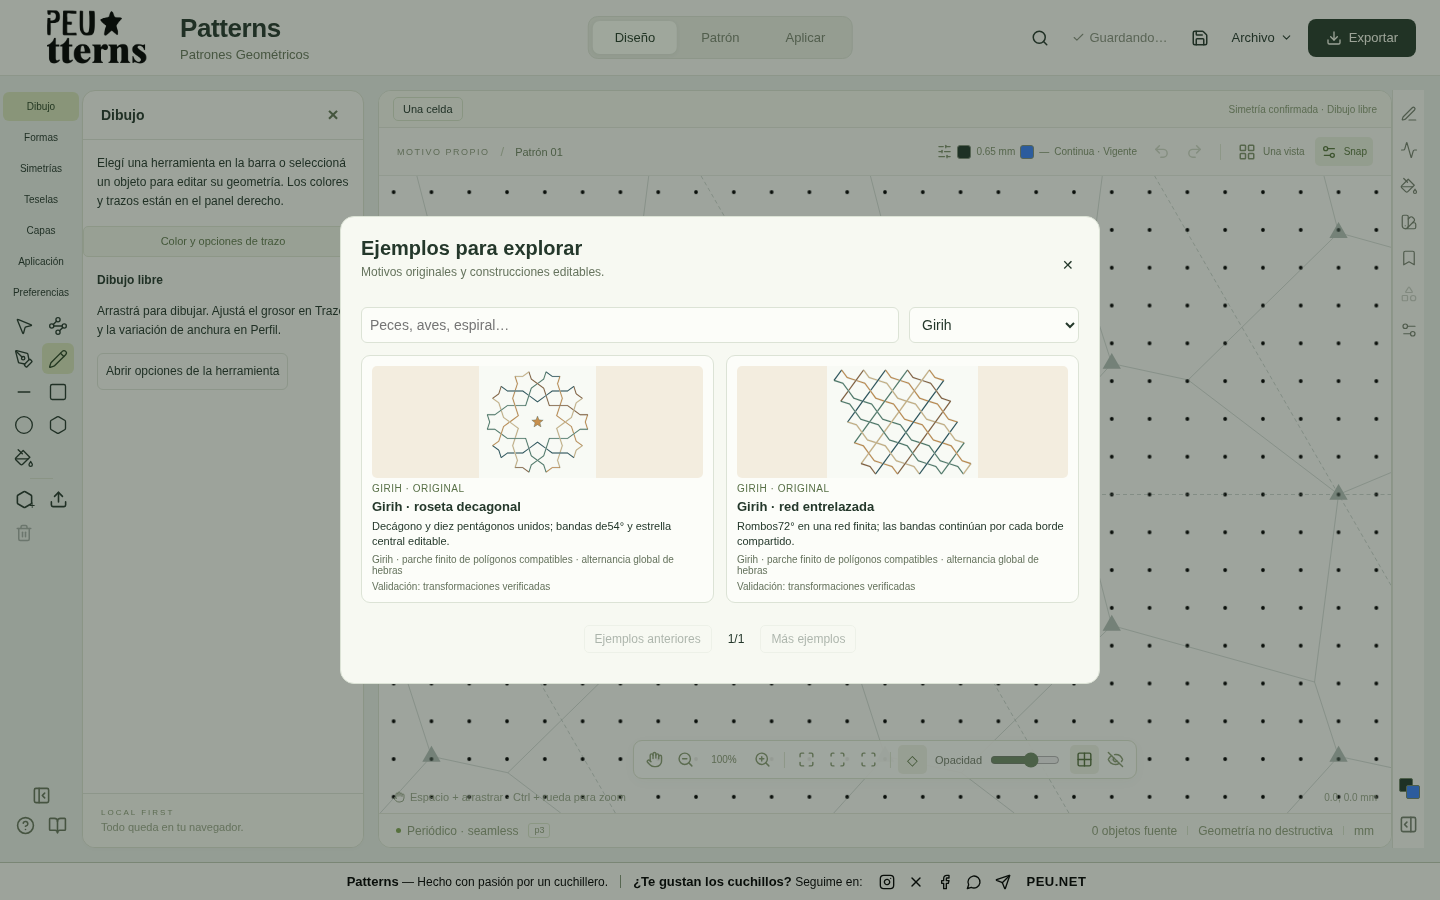 PEU
tterns
Patterns
Patrones Geométricos
Diseño
Patrón
Aplicar
Guardando…
Archivo
Exportar
Dibujo
Formas
Simetrías
Teselas
Capas
Aplicación
Preferencias
Dibujo
Elegí una herramienta en la barra o seleccioná
un objeto para editar su geometría. Los colores
y trazos están en el panel derecho.
Color y opciones de trazo
Dibujo libre
Arrastrá para dibujar. Ajustá el grosor en
y la variación de anchura en Perfil.
Abrir opciones de la herramienta
LOCAL FIRST
Todo queda en tu navegador.
Una celda
Simetría confirmada · Dibujo libre
MOTIVO PROPIO / Patrón 01
0.65 mm — Continua · Vigente
Una vista
Snap
Ejemplos para explorar
Motivos originales y construcciones editables.
Peces, aves, espiral…
Girih
GIRIH · ORIGINAL
Girih · roseta decagonal
Decágono y diez pentágonos unidos; bandas de54° y estrella
central editable.
Girih · parche finito de polígonos compatibles · alternancia global de
hebras
Validación: transformaciones verificadas
GIRIH · ORIGINAL
Girih · red entrelazada
Rombos72° en una red finita; las bandas continúan por cada borde
compartido.
Girih · parche finito de polígonos compatibles · alternancia global de
hebras
Validación: transformaciones verificadas
Ejemplos anteriores
1/1
Más ejemplos
100%
Opacidad
Espacio + arrastrar · Ctrl + rueda para zoom
0.0, 0.0 mm
Periódico · seamless p3
0 objetos fuente
Geometría no destructiva
mm
Patterns — Hecho con pasión por un cuchillero.
¿Te gustan los cuchillos? Seguime en:
PEU.NET